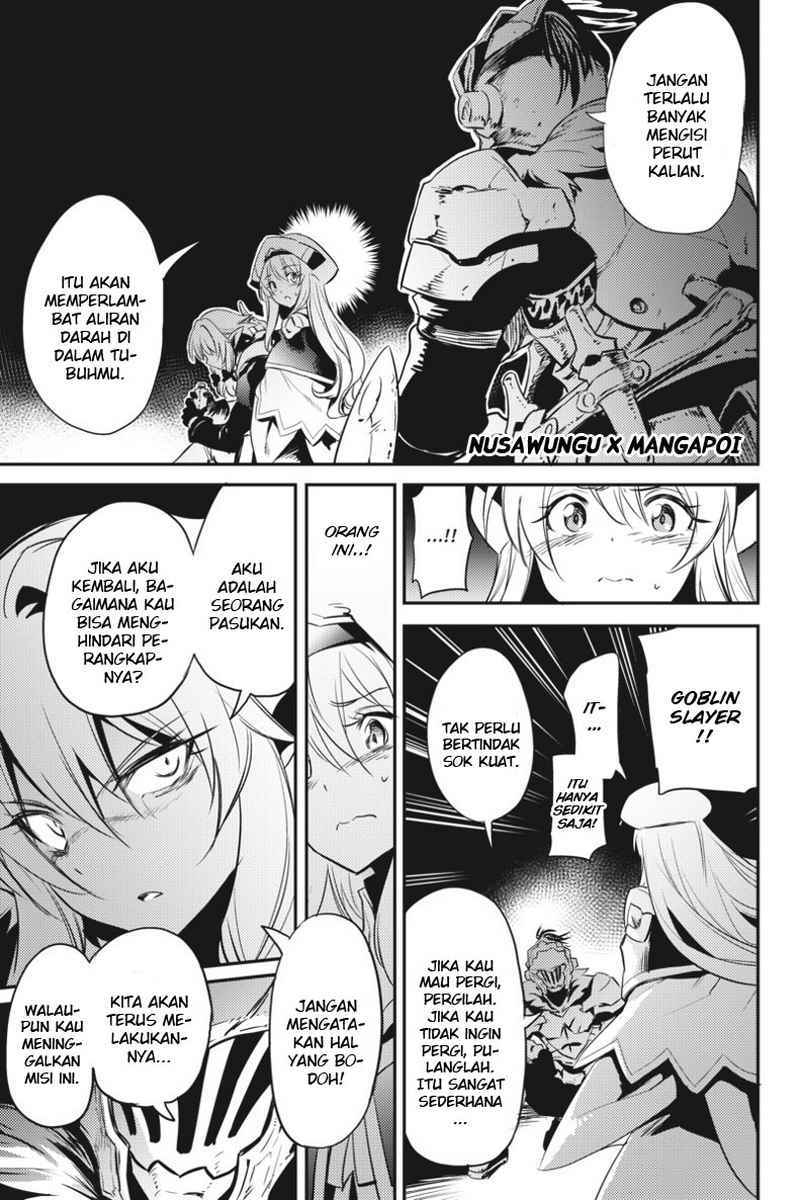 JANGAN
TERLALU
BANYAK
MENGISI
PERUT
KALIAN.
ITU AKAN
MEMPERLAM-
BAT ALIRAN
DARAH DI
DALAM TU-
BUHMU.
NUSAWUNGU X MANGAPOI
...!!
ORANG
INI..!
AKU
ADALAH
SEORANG
PASUKAN.
JIKA AKU
KEMBALI, BA-
GAIMANA KAU
BISA MENG-
HINDARI PE-
RANGKAP-
NYA?
GOBLIN
SLAYER
!!
IT-
...
ITU
HANYA
SEDIKIT
SAJA!
TAK PERLU
BERTINDAK
SOK KUAT.
JIKA KAU
MAU PERGI,
PERGILAH.
JIKA KAU
TIDAK INGIN
PERGI, PU-
LANGLAH.
ITU SANGAT
SEDERHANA
...
JANGAN
MENGATA-
KAN HAL
YANG BO-
DOH!
KITA AKAN
TERUS ME-
LAKUKAN-
NYA...
WALAU-
PUN KAU
MENING-
GALKAN
MISI INI.